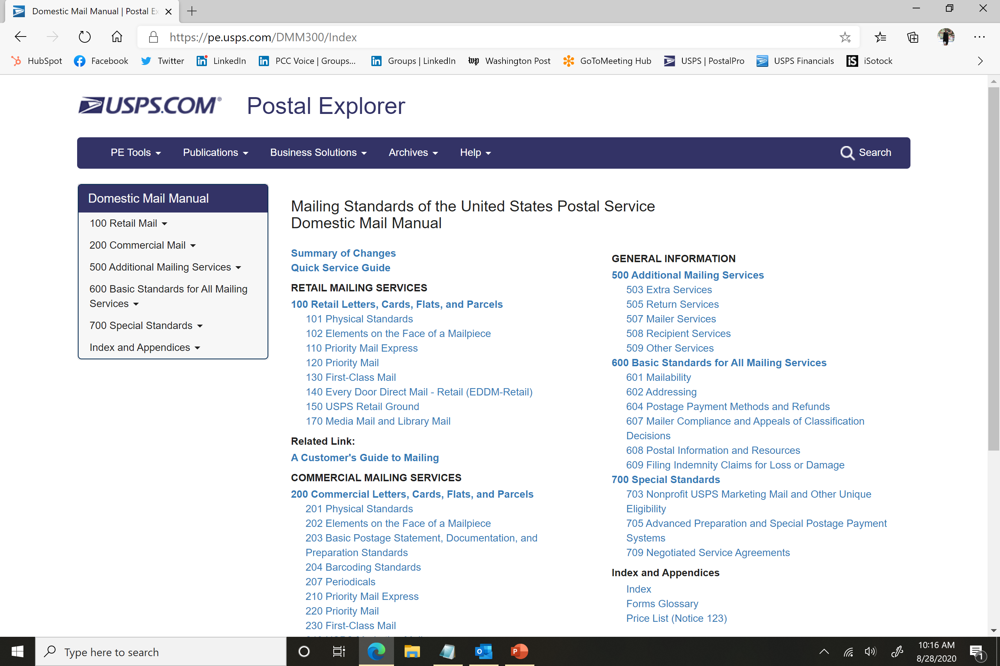 Domestic Mail Manual | Postal Ex
https://pe.usps.com/DMM300/Index
HubSpot Facebook Twitter LinkedIn PCC Voice | Groups... Groups | LinkedIn Washington Post GoToMeeting Hub USPS | PostalPro USPS Financials iSotock
USPS.COM® Postal Explorer
PE Tools Publications Business Solutions Archives Help Search
Domestic Mail Manual
100 Retail Mail
200 Commercial Mail
500 Additional Mailing Services
600 Basic Standards for All Mailing
Services
700 Special Standards
Index and Appendices
Mailing Standards of the United States Postal Service
Domestic Mail Manual
Summary of Changes
Quick Service Guide
RETAIL MAILING SERVICES
100 Retail Letters, Cards, Flats, and Parcels
101 Physical Standards
102 Elements on the Face of a Mailpiece
110 Priority Mail Express
120 Priority Mail
130 First-Class Mail
140 Every Door Direct Mail - Retail (EDDM-Retail)
150 USPS Retail Ground
170 Media Mail and Library Mail
Related Link:
A Customer's Guide to Mailing
COMMERCIAL MAILING SERVICES
200 Commercial Letters, Cards, Flats, and Parcels
201 Physical Standards
202 Elements on the Face of a Mailpiece
203 Basic Postage Statement, Documentation, and
Preparation Standards
204 Barcoding Standards
207 Periodicals
210 Priority Mail Express
220 Priority Mail
230 First-Class Mail
GENERAL INFORMATION
500 Additional Mailing Services
503 Extra Services
505 Return Services
507 Mailer Services
508 Recipient Services
509 Other Services
600 Basic Standards for All Mailing Services
601 Mailability
602 Addressing
604 Postage Payment Methods and Refunds
607 Mailer Compliance and Appeals of Classification
Decisions
608 Postal Information and Resources
609 Filing Indemnity Claims for Loss or Damage
700 Special Standards
703 Nonprofit USPS Marketing Mail and Other Unique
Eligibility
705 Advanced Preparation and Special Postage Payment
Systems
709 Negotiated Service Agreements
Index and Appendices
Index
Forms Glossary
Price List (Notice 123)
Type here to search
10:16 AM
8/28/2020
1